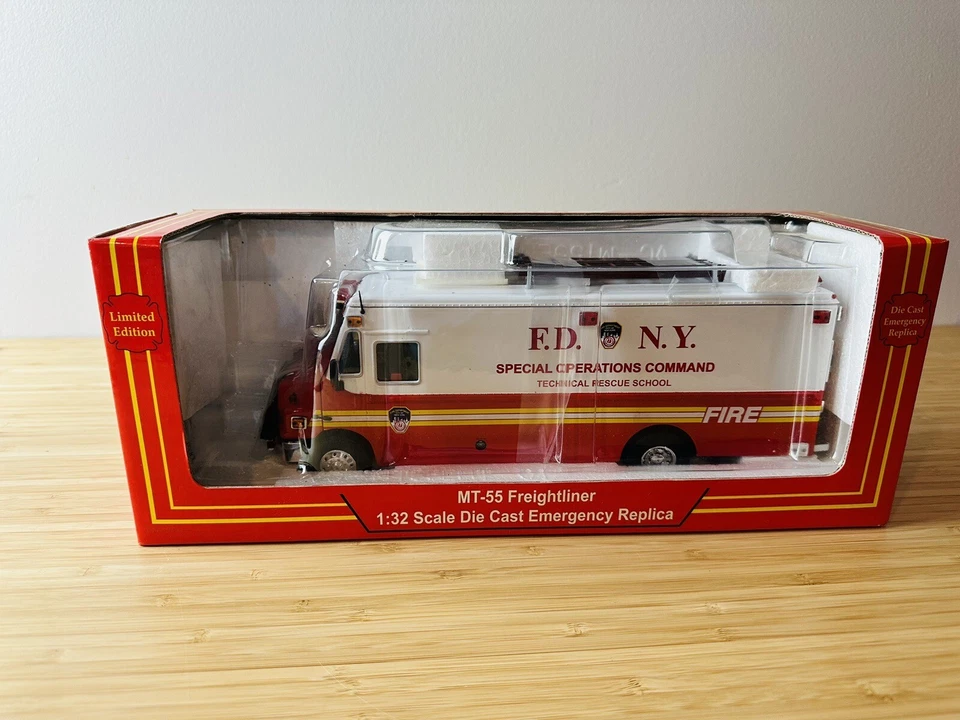 Limited
Edition
Die Cast
Emergency
Replica
F.D. N.Y.
SPECIAL OPERATIONS COMMAND
TECHNICAL RESCUE SCHOOL
FIRE
MT-55 Freightliner
1:32 Scale Die Cast Emergency Replica